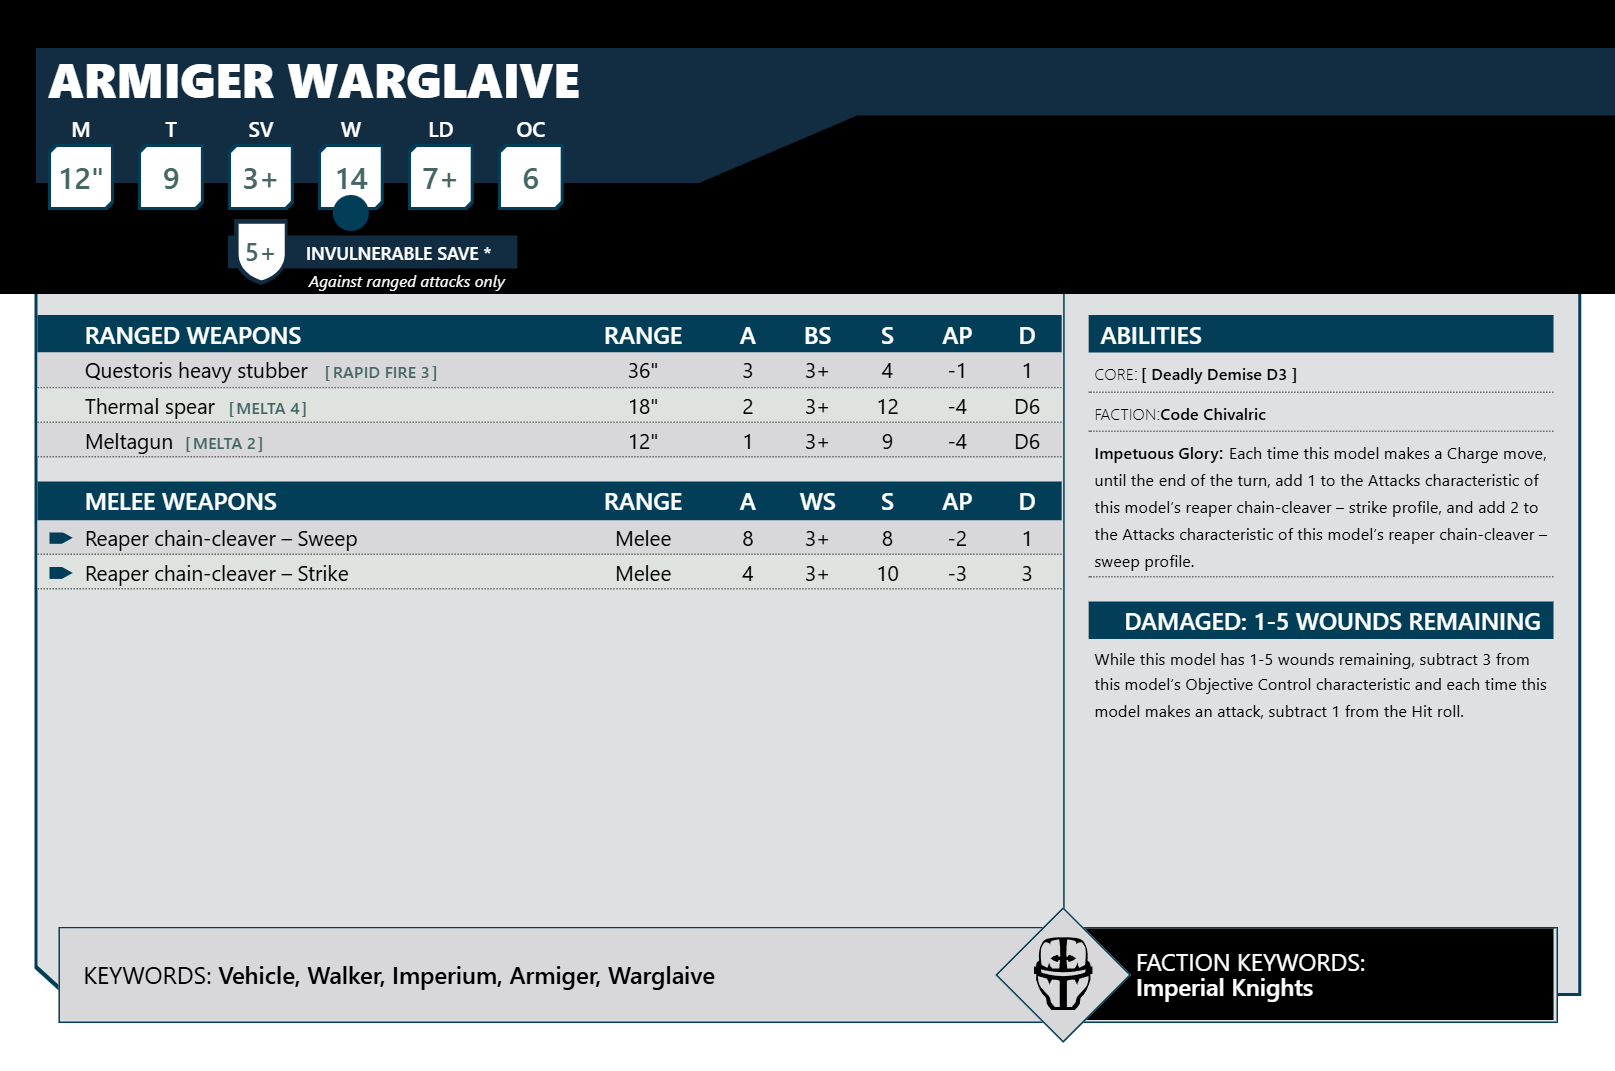 ARMIGER WARGLAIVE
M T SV W LD OC
12" 9 3+ 14 7+ 6
5+ INVULNERABLE SAVE *
Against ranged attacks only
RANGED WEAPONS RANGE A BS S AP D
Questoris heavy stubber [RAPID FIRE 3] 36" 3 3+ 4 -1 1
Thermal spear [MELTA 4] 18" 2 3+ 12 -4 D6
Meltagun [MELTA 2] 12" 1 3+ 9 -4 D6
MELEE WEAPONS RANGE A WS S AP D
Reaper chain-cleaver – Sweep Melee 8 3+ 8 -2 1
Reaper chain-cleaver – Strike Melee 4 3+ 10 -3 3
ABILITIES
CORE: [ Deadly Demise D3 ]
FACTION:Code Chivalric
Impetuous Glory: Each time this model makes a Charge move,
until the end of the turn, add 1 to the Attacks characteristic of
this model’s reaper chain-cleaver – strike profile, and add 2 to
the Attacks characteristic of this model’s reaper chain-cleaver –
sweep profile.
DAMAGED: 1-5 WOUNDS REMAINING
While this model has 1-5 wounds remaining, subtract 3 from
this model’s Objective Control characteristic and each time this
model makes an attack, subtract 1 from the Hit roll.
KEYWORDS: Vehicle, Walker, Imperium, Armiger, Warglaive
FACTION KEYWORDS:
Imperial Knights